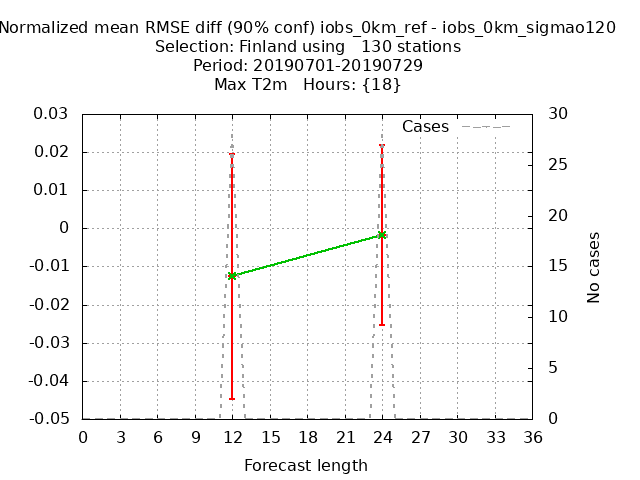 Normalized mean RMSE diff (90% conf) iobs_0km_ref - iobs_0km_sigmao120
Selection: Finland using   130 stations
Period: 20190701-20190729
Max T2m   Hours: {18}
Cases
0.03
0.02
0.01
0
-0.01
-0.02
-0.03
-0.04
-0.05
30
25
20
15
10
5
0
No cases
0 3 6 9 12 15 18 21 24 27 30 33 36
Forecast length